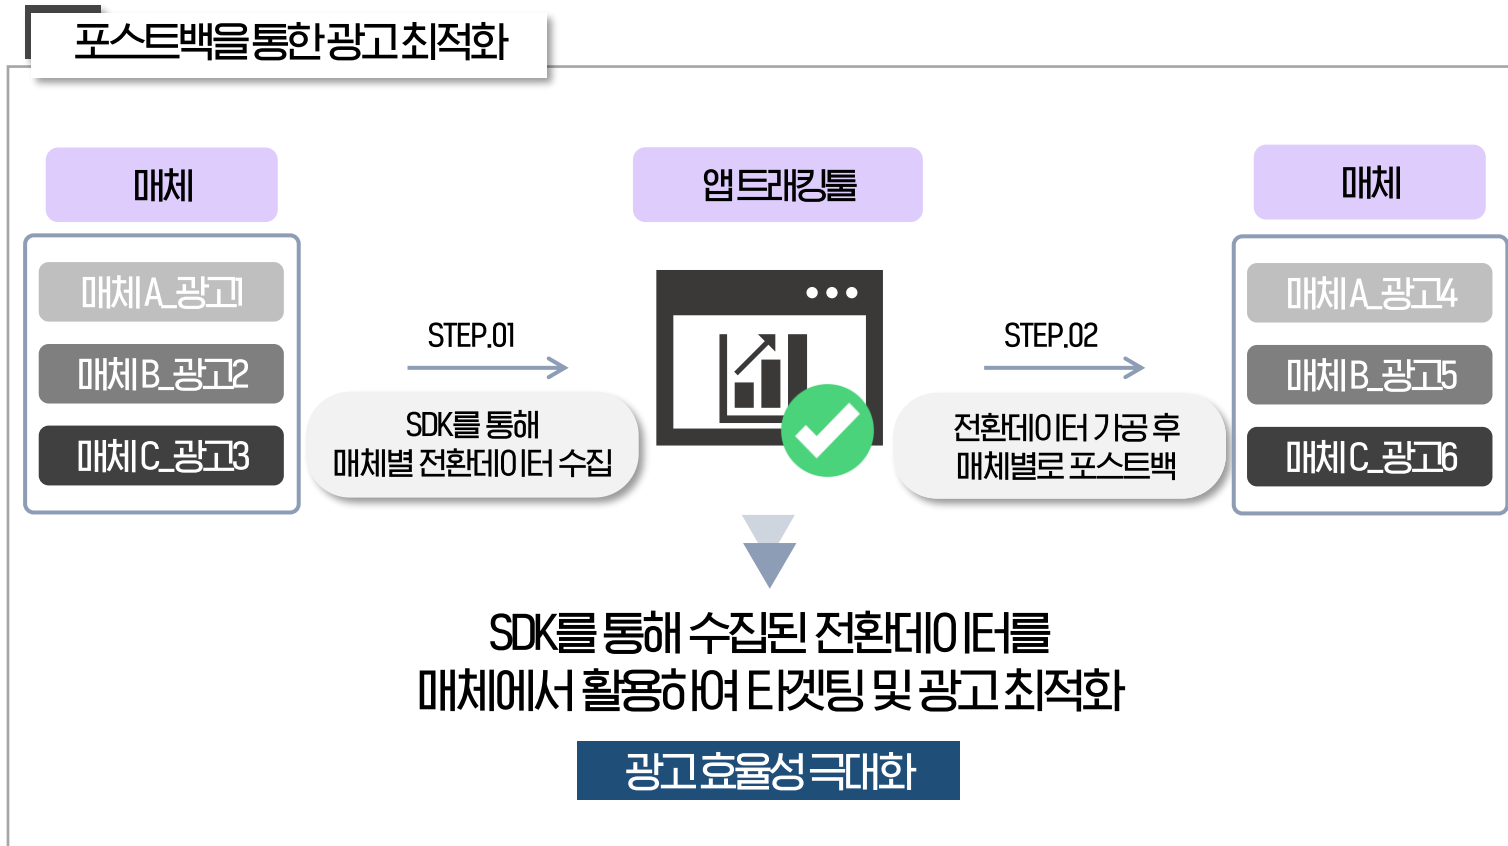 포스트백을 통한 광고 최적화
매체
매체 A_광고1
매체 B_광고2
매체 C_광고3
STEP.01
SDK를 통해
매체별 전환데이터 수집
앱 트래킹툴
STEP.02
전환데이터 가공 후
매체별로 포스트백
매체
매체 A_광고4
매체 B_광고5
매체 C_광고6
SDK를 통해 수집된 전환데이터를
매체에서 활용하여 타겟팅 및 광고 최적화
광고 효율성 극대화